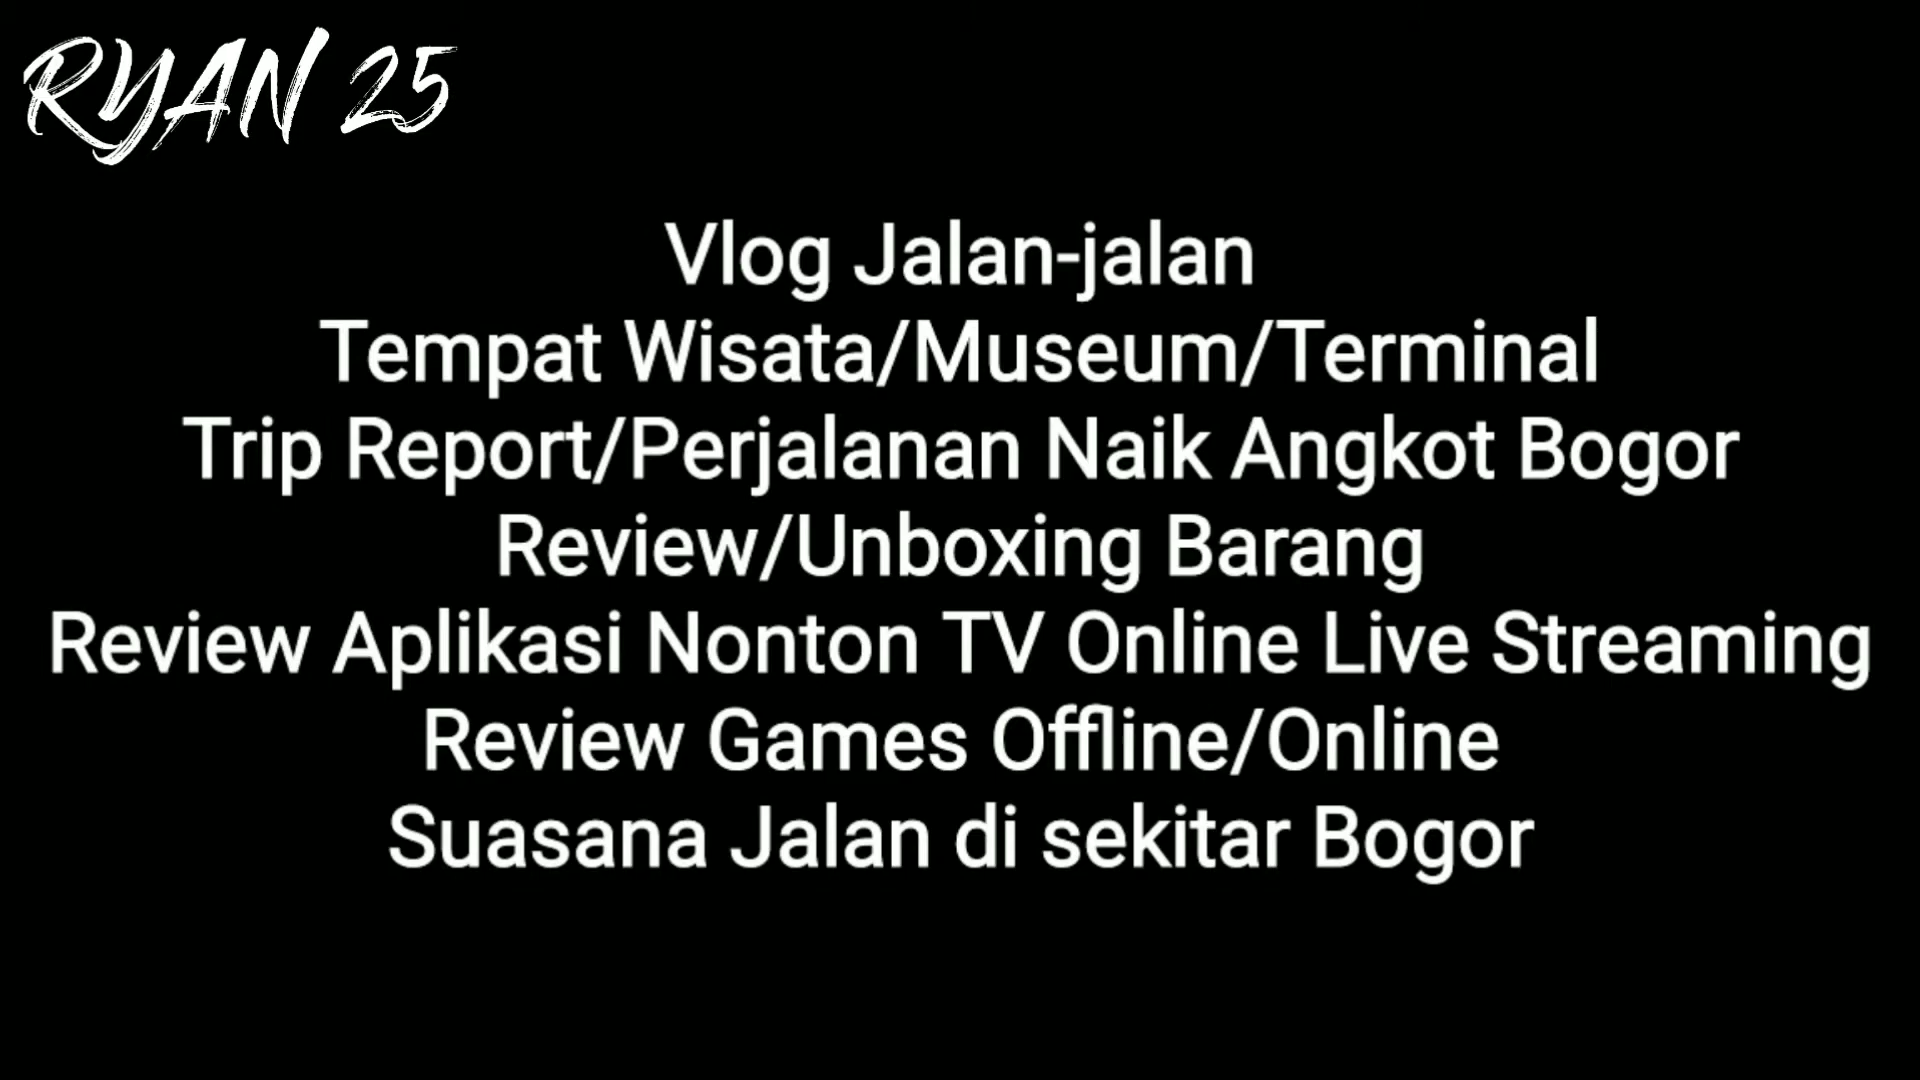 RYAN 25
Vlog Jalan-jalan
Tempat Wisata/Museum/Terminal
Trip Report/Perjalanan Naik Angkot Bogor
Review/Unboxing Barang
Review Aplikasi Nonton TV Online Live Streaming
Review Games Offline/Online
Suasana Jalan di sekitar Bogor